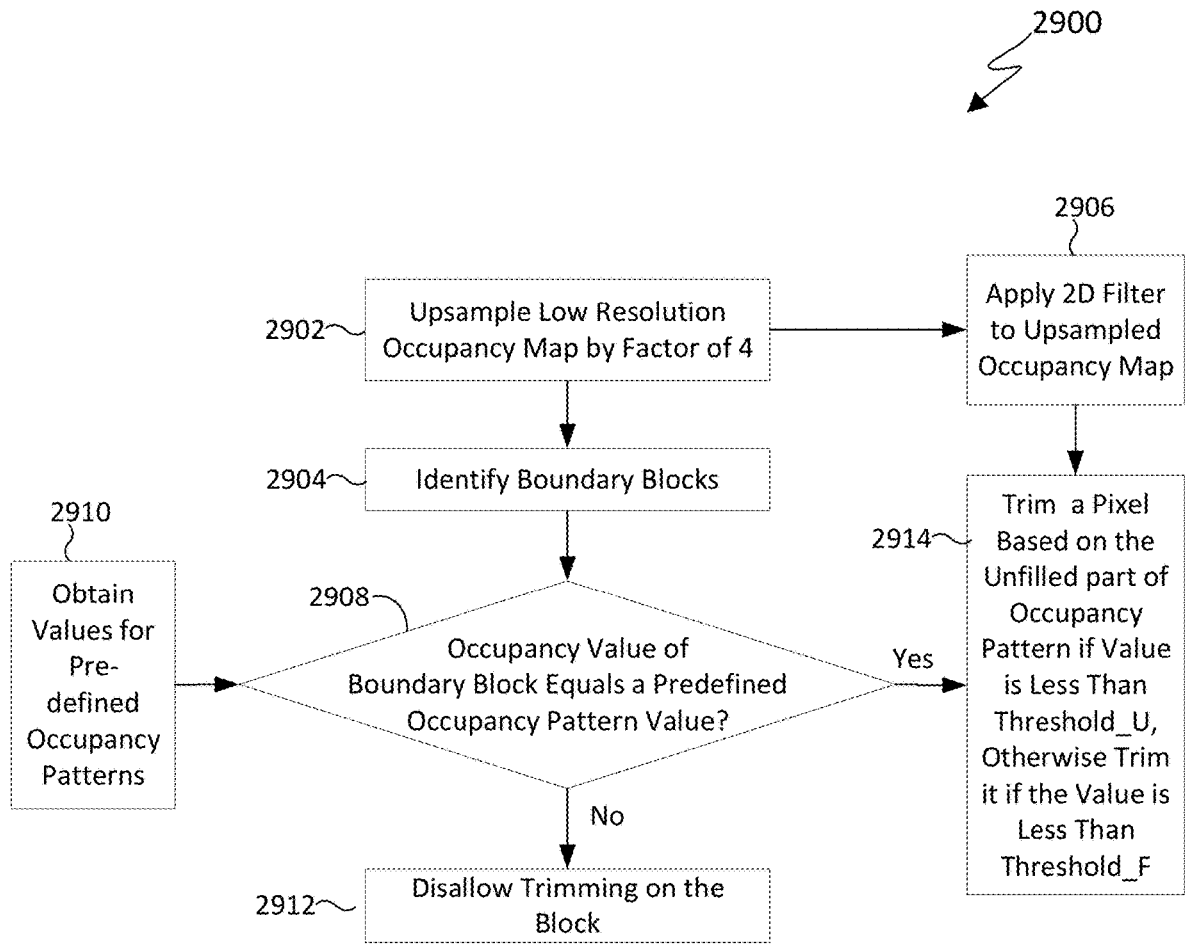 2900
2906
Apply 2D Filter
to Upsampled
Occupancy Map
2902
Upsample Low Resolution
Occupancy Map by Factor of 4
2904
Identify Boundary Blocks
2910
Obtain
Values for
Pre-
defined
Occupancy
Patterns
2908
Occupancy Value of
Boundary Block Equals a Predefined
Occupancy Pattern Value?
Yes
No
2914
Trim a Pixel
Based on the
Unfilled part of
Occupancy
Pattern if Value
is Less Than
Threshold_U,
Otherwise Trim
it if the Value is
Less Than
Threshold_F
2912
Disallow Trimming on the
Block